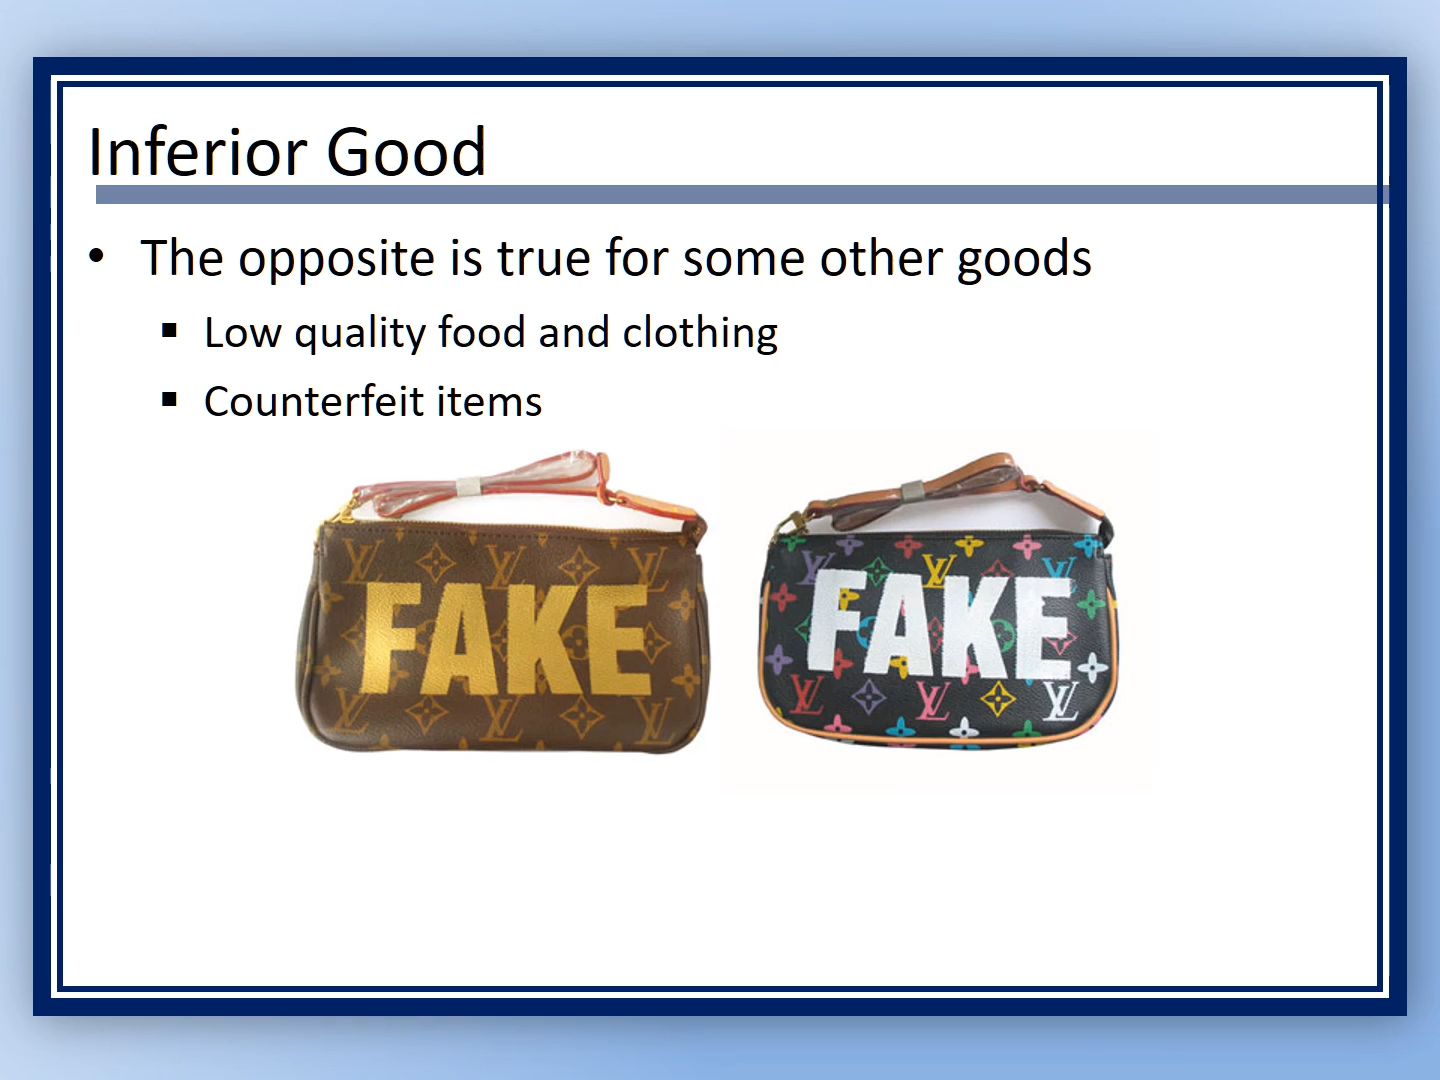 Inferior Good
• The opposite is true for some other goods
▪ Low quality food and clothing
▪ Counterfeit items
FAKE
FAKE